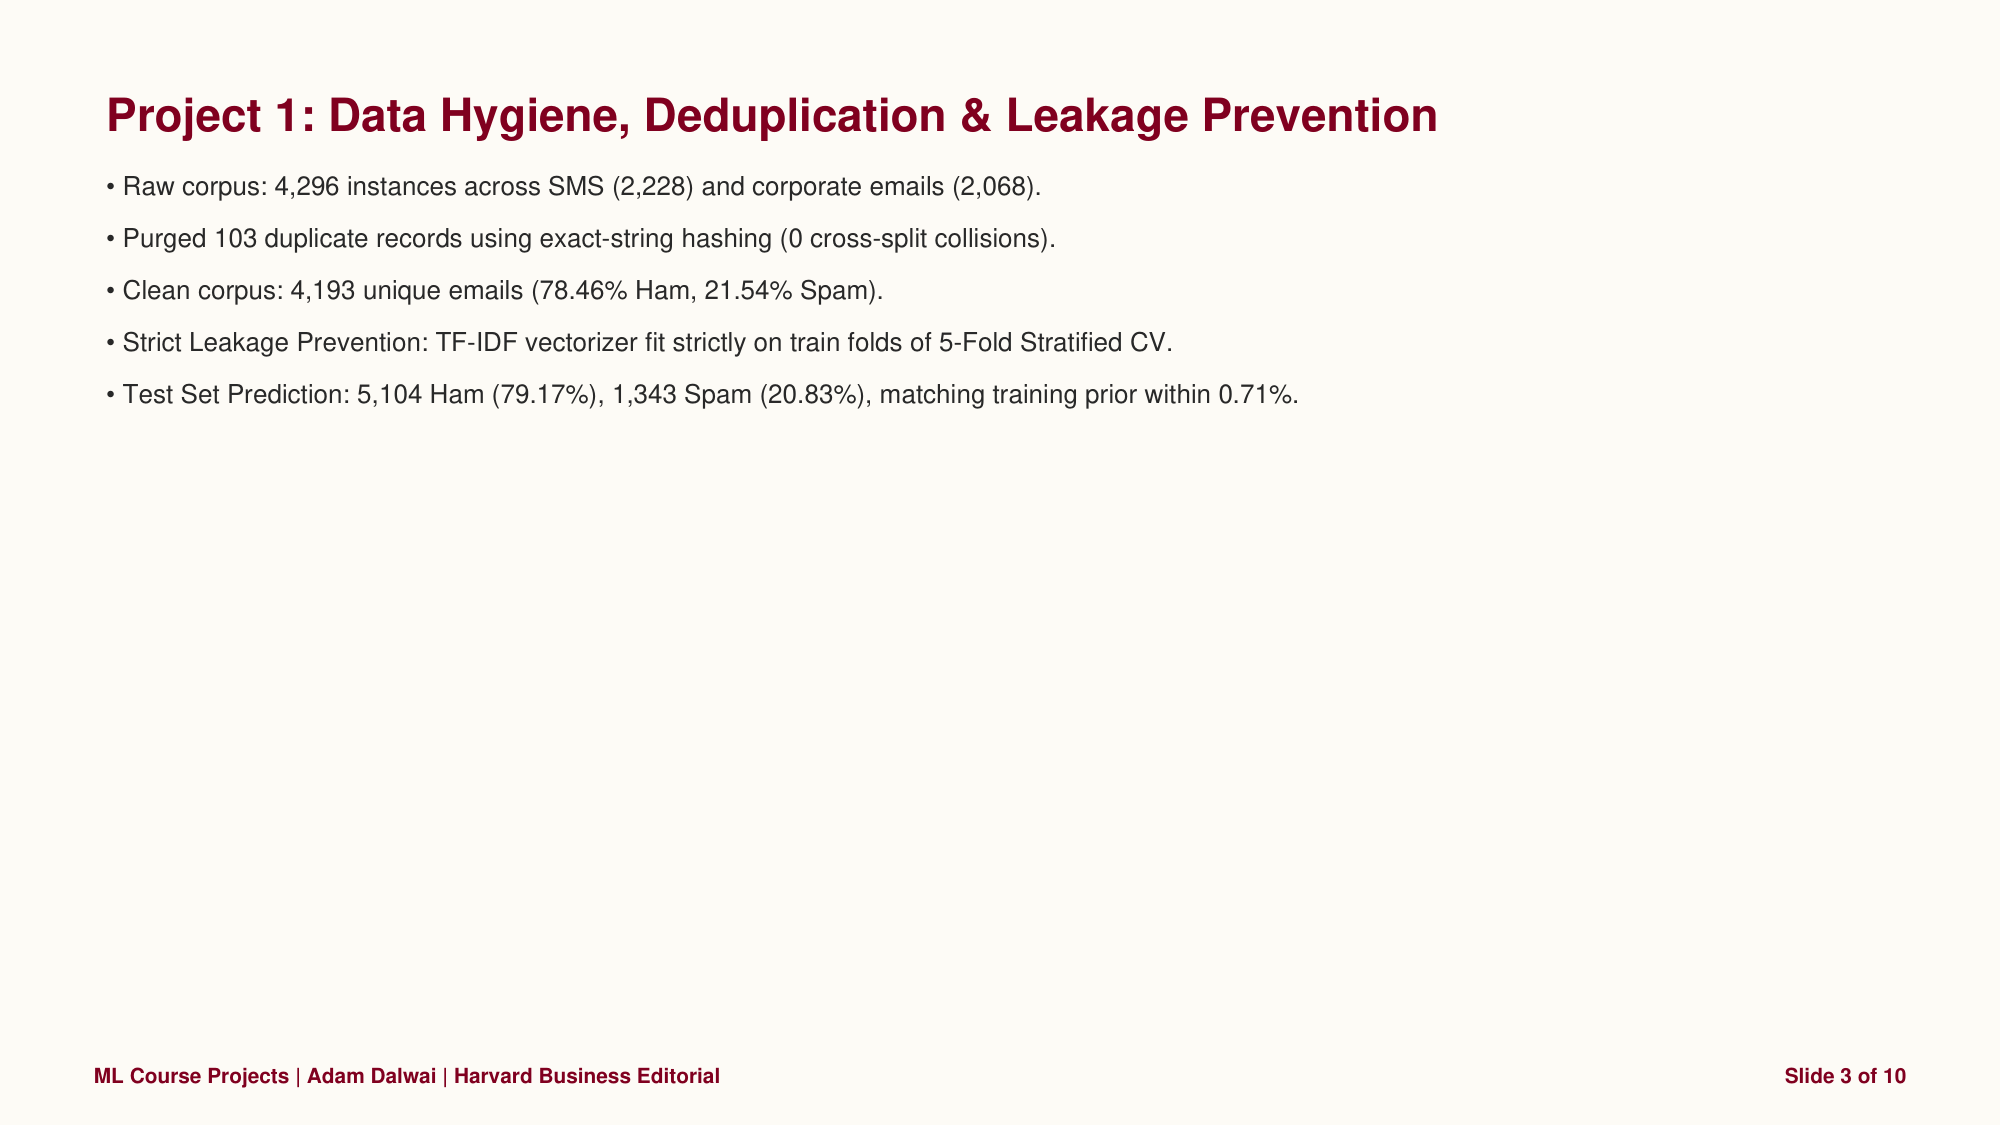 Project 1: Data Hygiene, Deduplication & Leakage Prevention
• Raw corpus: 4,296 instances across SMS (2,228) and corporate emails (2,068).
• Purged 103 duplicate records using exact-string hashing (0 cross-split collisions).
• Clean corpus: 4,193 unique emails (78.46% Ham, 21.54% Spam).
• Strict Leakage Prevention: TF-IDF vectorizer fit strictly on train folds of 5-Fold Stratified CV.
• Test Set Prediction: 5,104 Ham (79.17%), 1,343 Spam (20.83%), matching training prior within 0.71%.
ML Course Projects | Adam Dalwai | Harvard Business Editorial
Slide 3 of 10